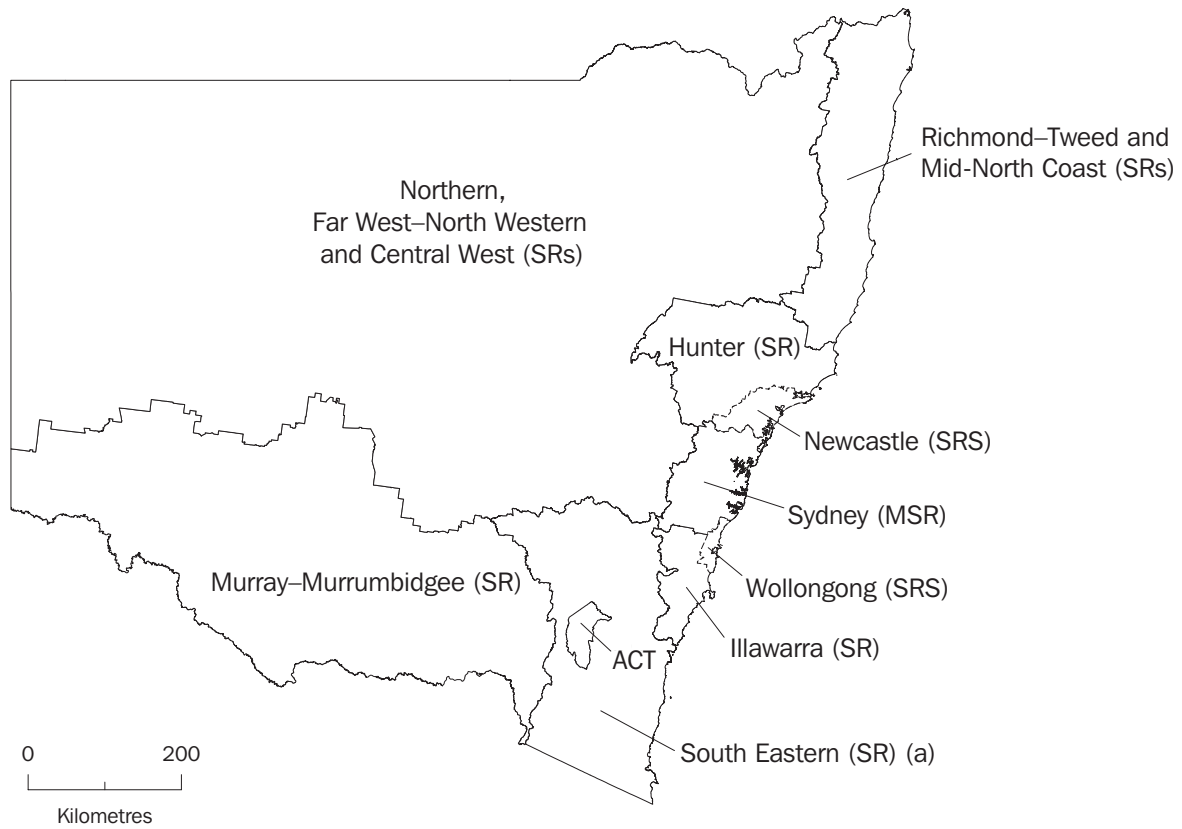 Richmond–Tweed and
Mid-North Coast (SRs)
Northern,
Far West–North Western
and Central West (SRs)
Hunter (SR)
Newcastle (SRS)
Sydney (MSR)
Murray–Murrumbidgee (SR)
Wollongong (SRS)
Illawarra (SR)
ACT
South Eastern (SR) (a)
0 200
Kilometres